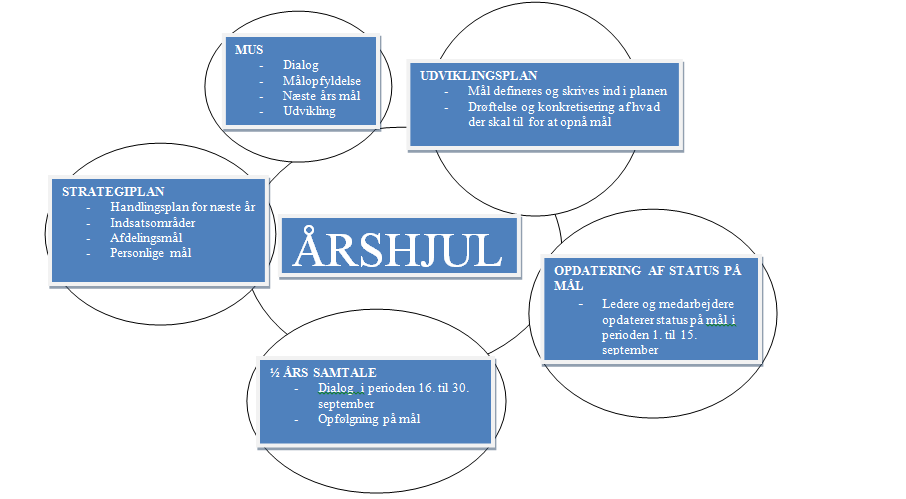 MUS
- Dialog
- Målopfyldelse
- Næste års mål
- Udvikling
UDVIKLINGSPLAN
- Mål defineres og skrives ind i planen
- Drøftelse og konkretisering af hvad
der skal til for at opnå mål
STRATEGIPLAN
- Handlingsplan for næste år
- Indsatsområder
- Afdelingsmål
- Personlige mål
ÅRSHJUL
OPDATERING AF STATUS PÅ
MÅL
- Ledere og medarbejdere
opdaterer status på mål i
perioden 1. til 15.
september
½ ÅRS SAMTALE
- Dialog i perioden 16. til 30.
september
- Opfølgning på mål